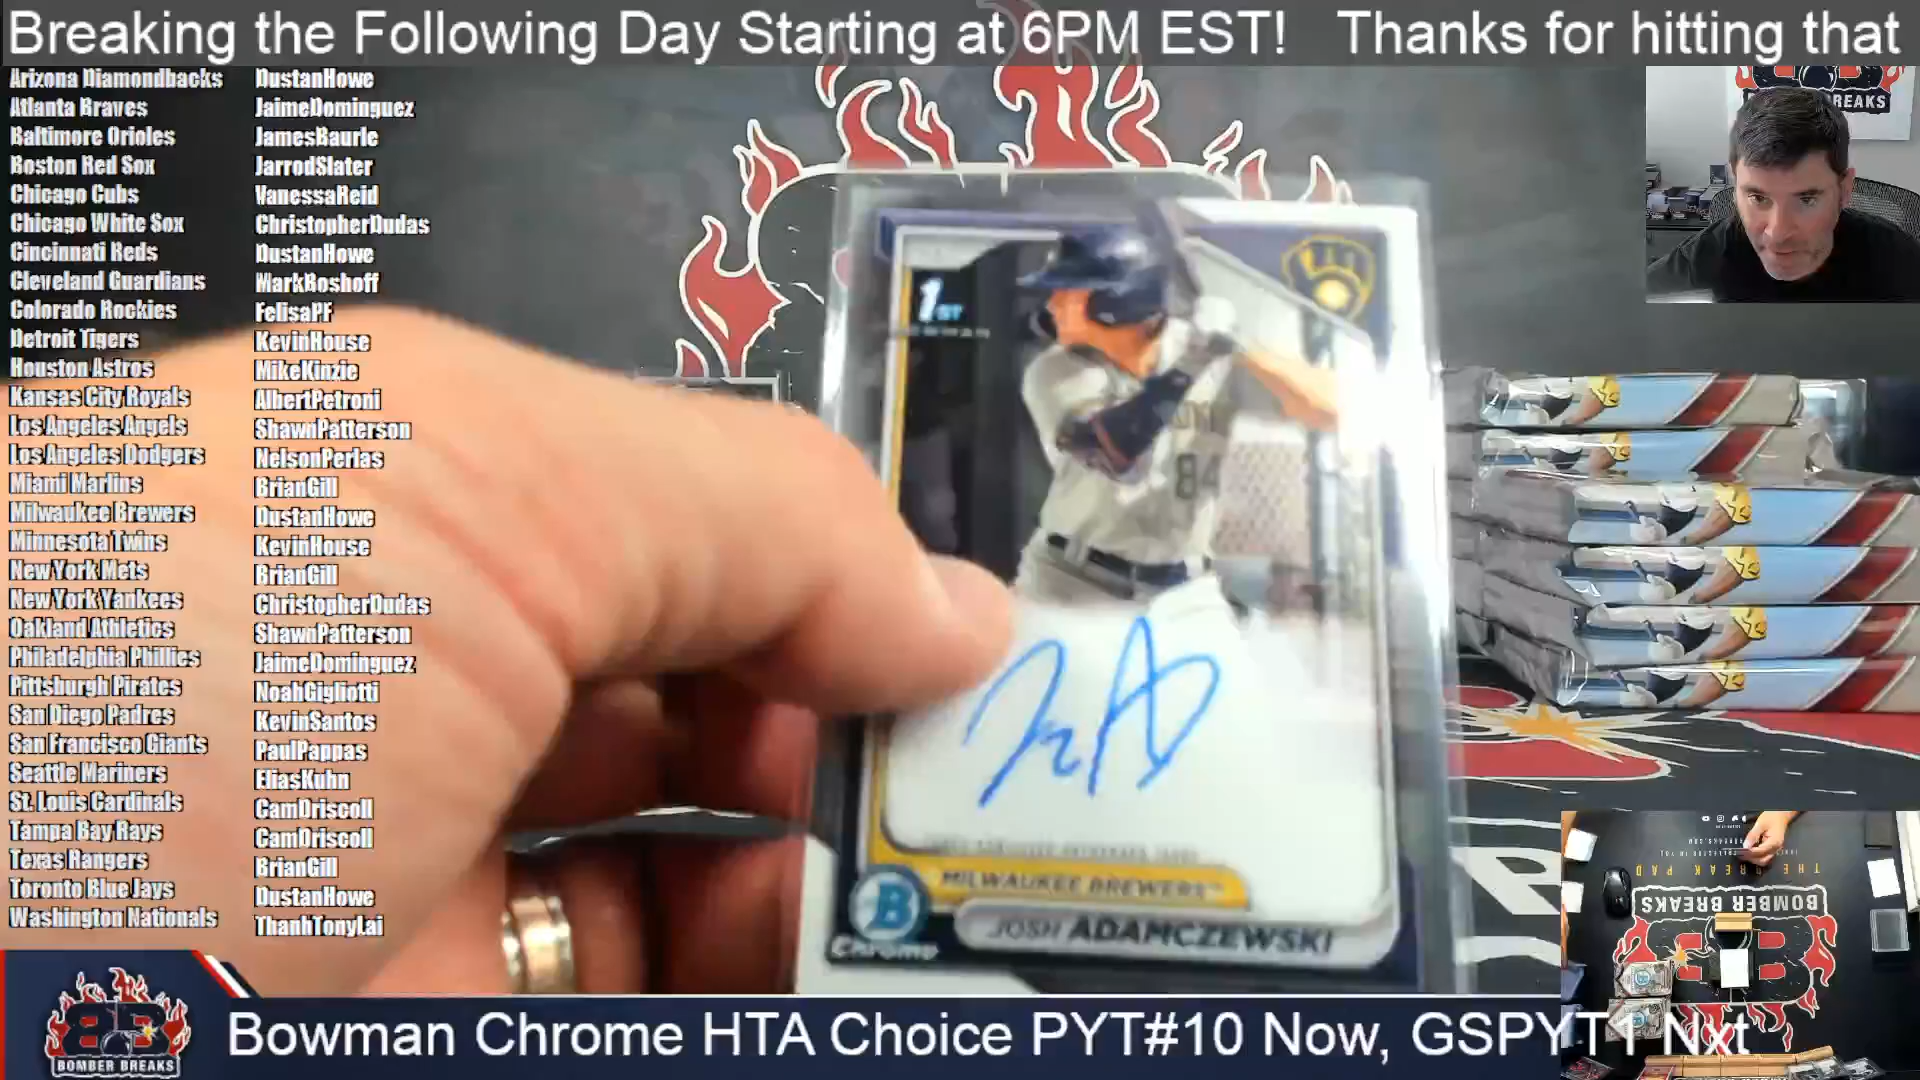 Breaking the Following Day Starting at 6PM EST! Thanks for hitting that
Arizona Diamondbacks DustanHowe
Atlanta Braves JaimeDominguez
Baltimore Orioles JamesBaurle
Boston Red Sox JarrodSlater
Chicago Cubs VanessaReid
Chicago White Sox ChristopherDudas
Cincinnati Reds DustanHowe
Cleveland Guardians MarkRoshoff
Colorado Rockies FelisaPF
Detroit Tigers KevinHouse
Houston Astros MikeKinzie
Kansas City Royals AlbertPetroni
Los Angeles Angels ShawnPatterson
Los Angeles Dodgers NelsonPerlas
Miami Marlins BrianGill
Milwaukee Brewers DustanHowe
Minnesota Twins KevinHouse
New York Mets BrianGill
New York Yankees ChristopherDudas
Oakland Athletics ShawnPatterson
Philadelphia Phillies JaimeDominguez
Pittsburgh Pirates NoahGigliotti
San Diego Padres KevinSantos
San Francisco Giants PaulPappas
Seattle Mariners EliasKuhn
St. Louis Cardinals CamDriscoll
Tampa Bay Rays CamDriscoll
Texas Rangers BrianGill
Toronto Blue Jays DustanHowe
Washington Nationals ThanhTonyLai
1ST
84
MILWAUKEE BREWERS™
JOSH ADAMCZEWSKI
B
Chrome
REAKS
THE BREAK PAD
BOMBER BREAKS
BOMBER BREAKS
Bowman Chrome HTA Choice PYT#10 Now, GSPYT1 Nxt